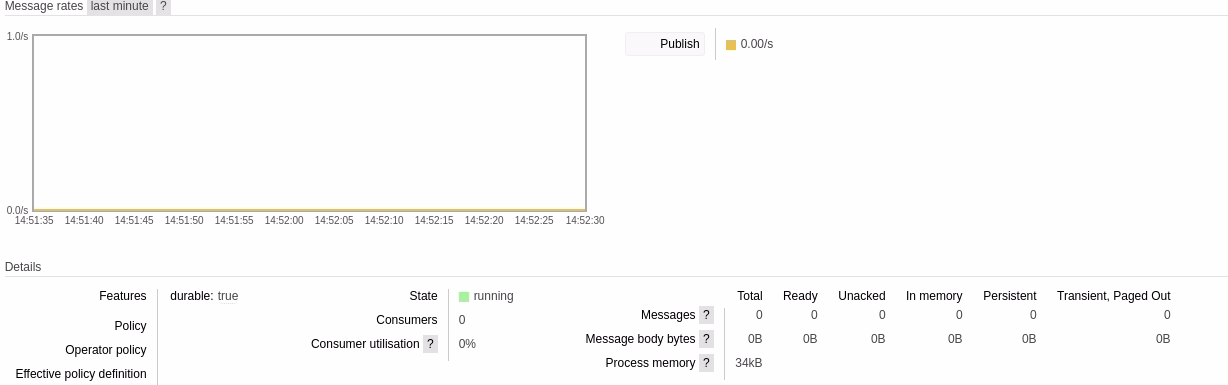 Message rates last minute ?
1.0/s
Publish 0.00/s
0.0/s
14:51:35 14:51:40 14:51:45 14:51:50 14:51:55 14:52:00 14:52:05 14:52:10 14:52:15 14:52:20 14:52:25 14:52:30
Details
Features durable: true
Policy
Operator policy
Effective policy definition
State running
Consumers 0
Consumer utilisation ? 0%
Total Ready Unacked In memory Persistent Transient, Paged Out
Messages ? 0 0 0 0 0 0
Message body bytes ? 0B 0B 0B 0B 0B 0B
Process memory ? 34kB